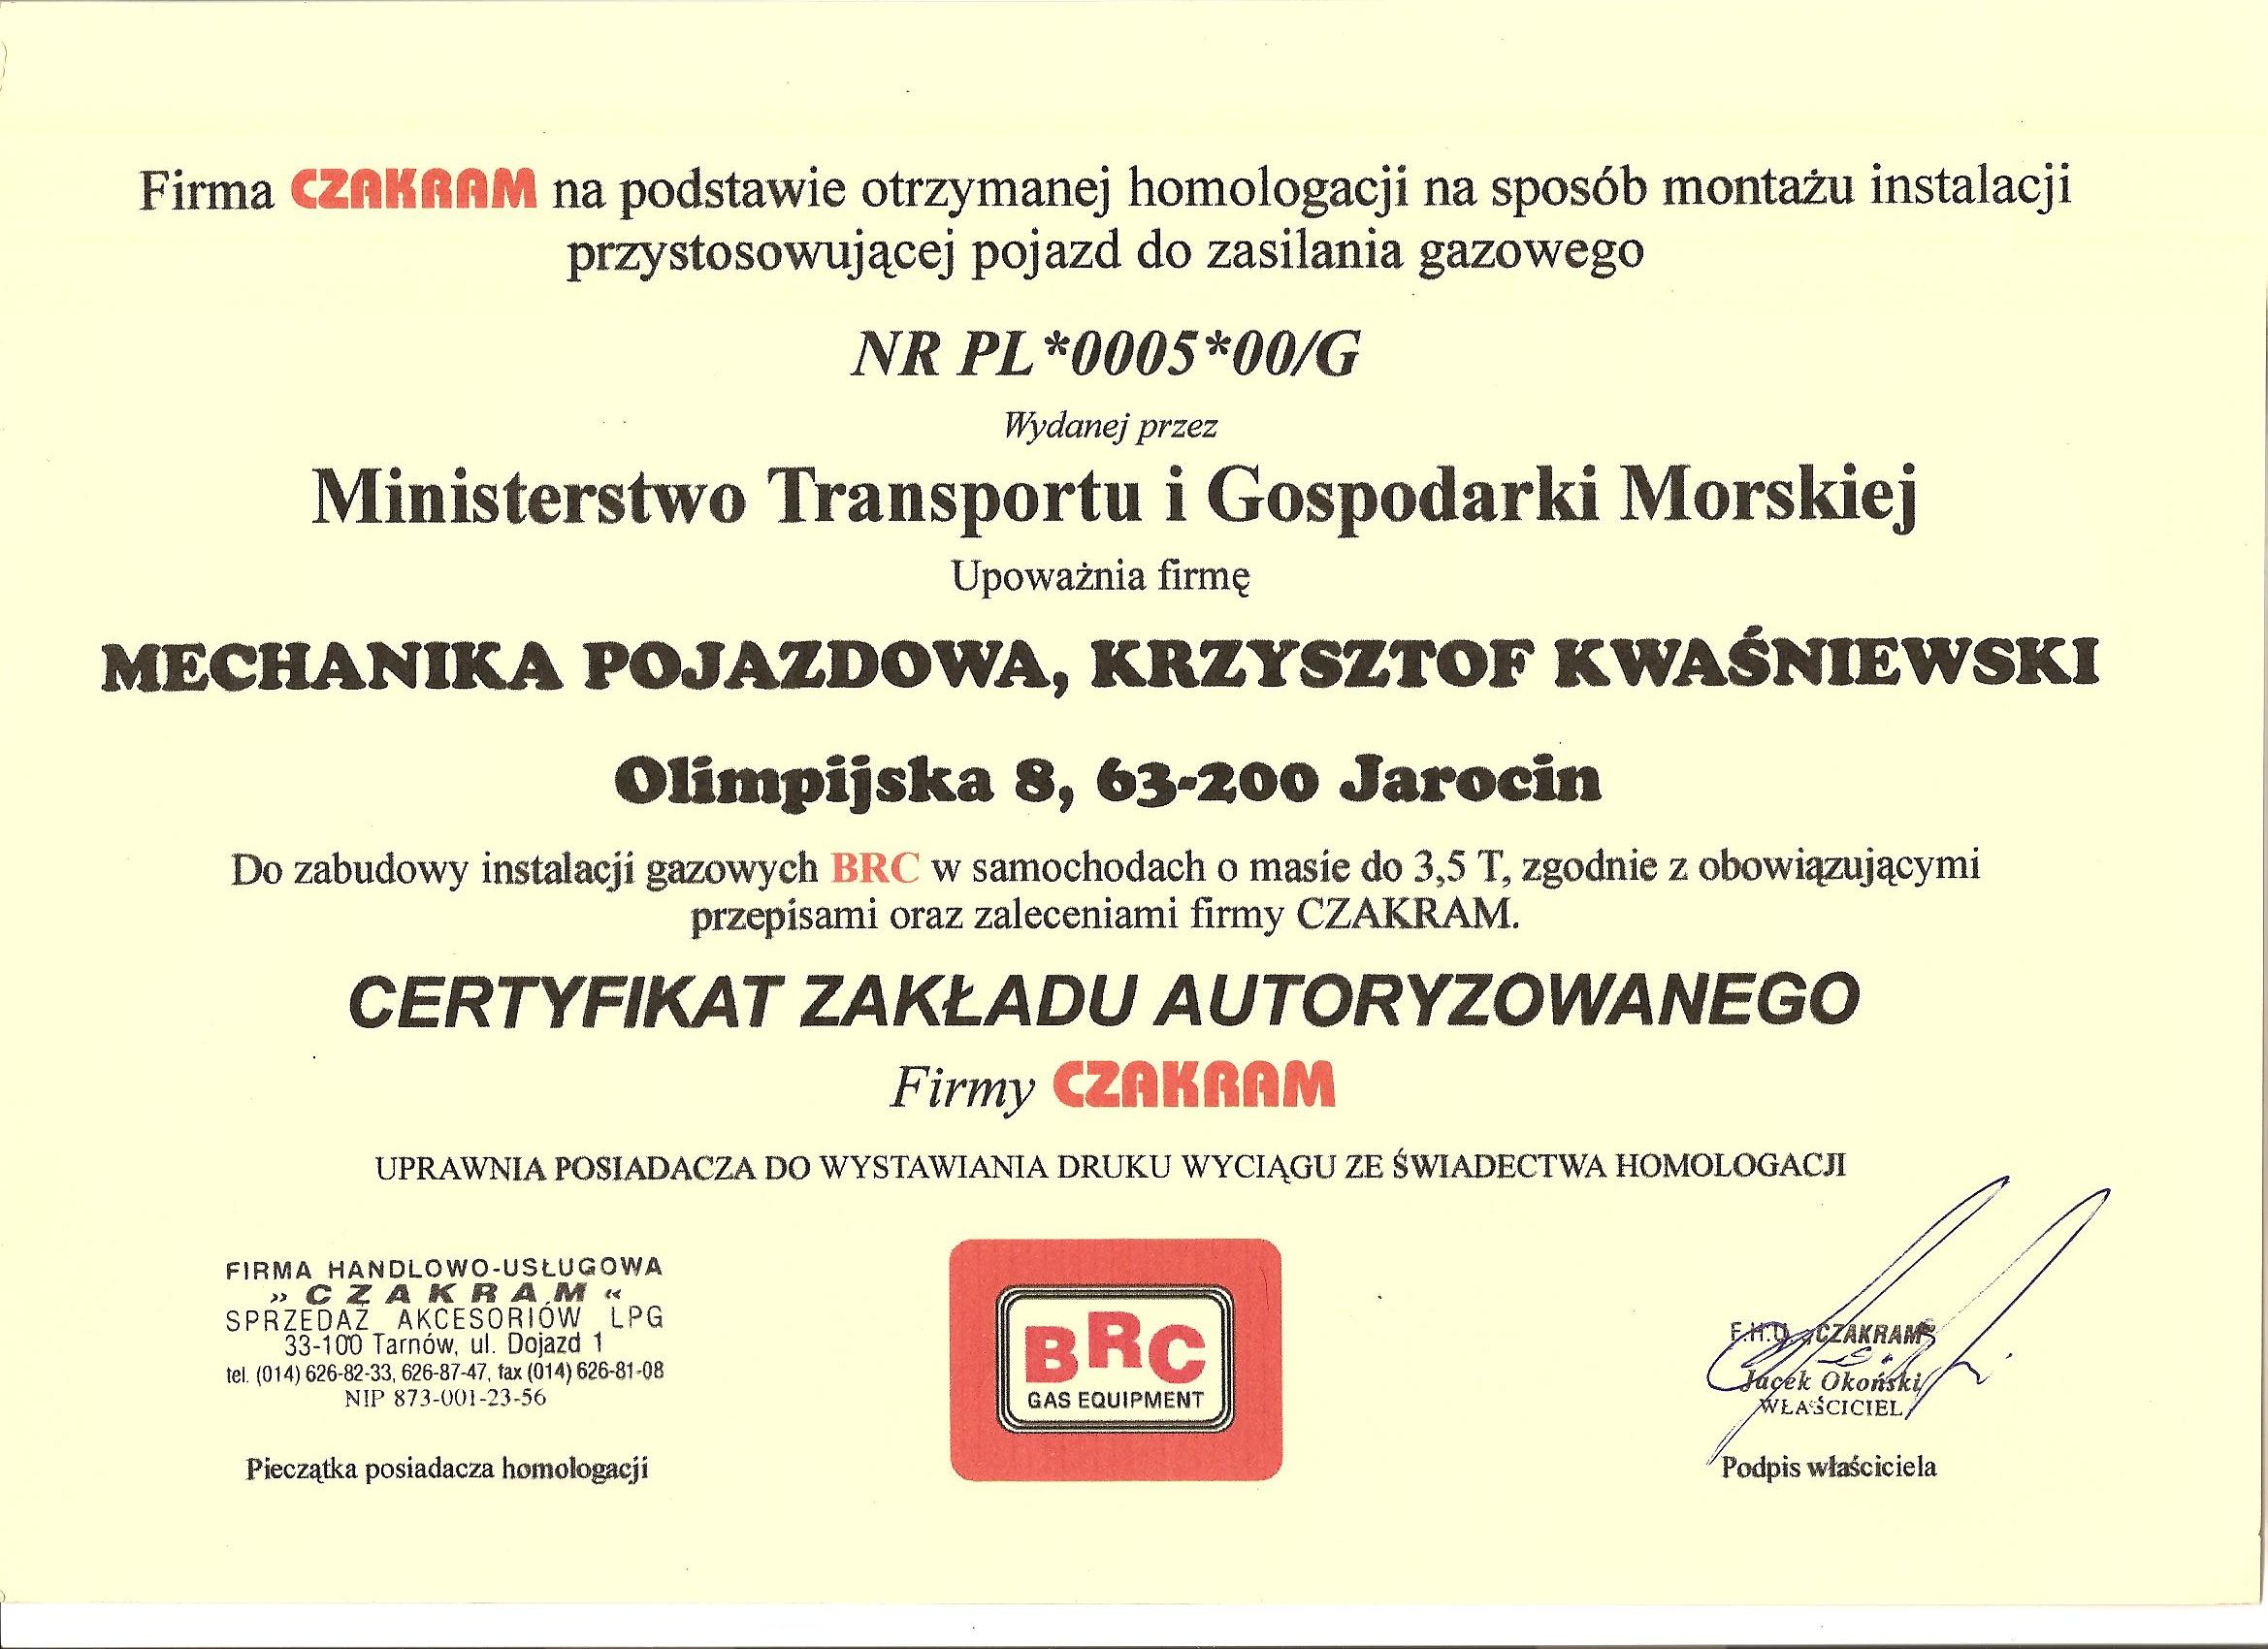 Firma CZAKRAM na podstawie otrzymanej homologacji na sposób montażu instalacji
przystosowującej pojazd do zasilania gazowego
NR PL*0005*00/G
Wydanej przez
Ministerstwo Transportu i Gospodarki Morskiej
Upoważnia firmę
MECHANIKA POJAZDOWA, KRZYSZTOF KWAŚNIEWSKI
Olimpijska 8, 63-200 Jarocin
Do zabudowy instalacji gazowych BRC w samochodach o masie do 3,5 T, zgodnie z obowiązującymi
przepisami oraz zaleceniami firmy CZAKRAM.
CERTYFIKAT ZAKŁADU AUTORYZOWANEGO
Firmy CZAKRAM
UPRAWNIA POSIADACZA DO WYSTAWIANIA DRUKU WYCIĄGU ZE ŚWIADECTWA HOMOLOGACJI
FIRMA HANDLOWO-USŁUGOWA
»CZAKRAM«
SPRZEDAŻ AKCESORIÓW LPG
33-100 Tarnów, ul. Dojazd 1
tel. (014) 626-82-33, 626-87-47, fax (014) 626-81-08
NIP 873-001-23-56
Pieczątka posiadacza homologacji
BRC
GAS EQUIPMENT
F.H.U. „CZAKRAM"
Jacek Okoński
WŁAŚCICIEL
Podpis właściciela